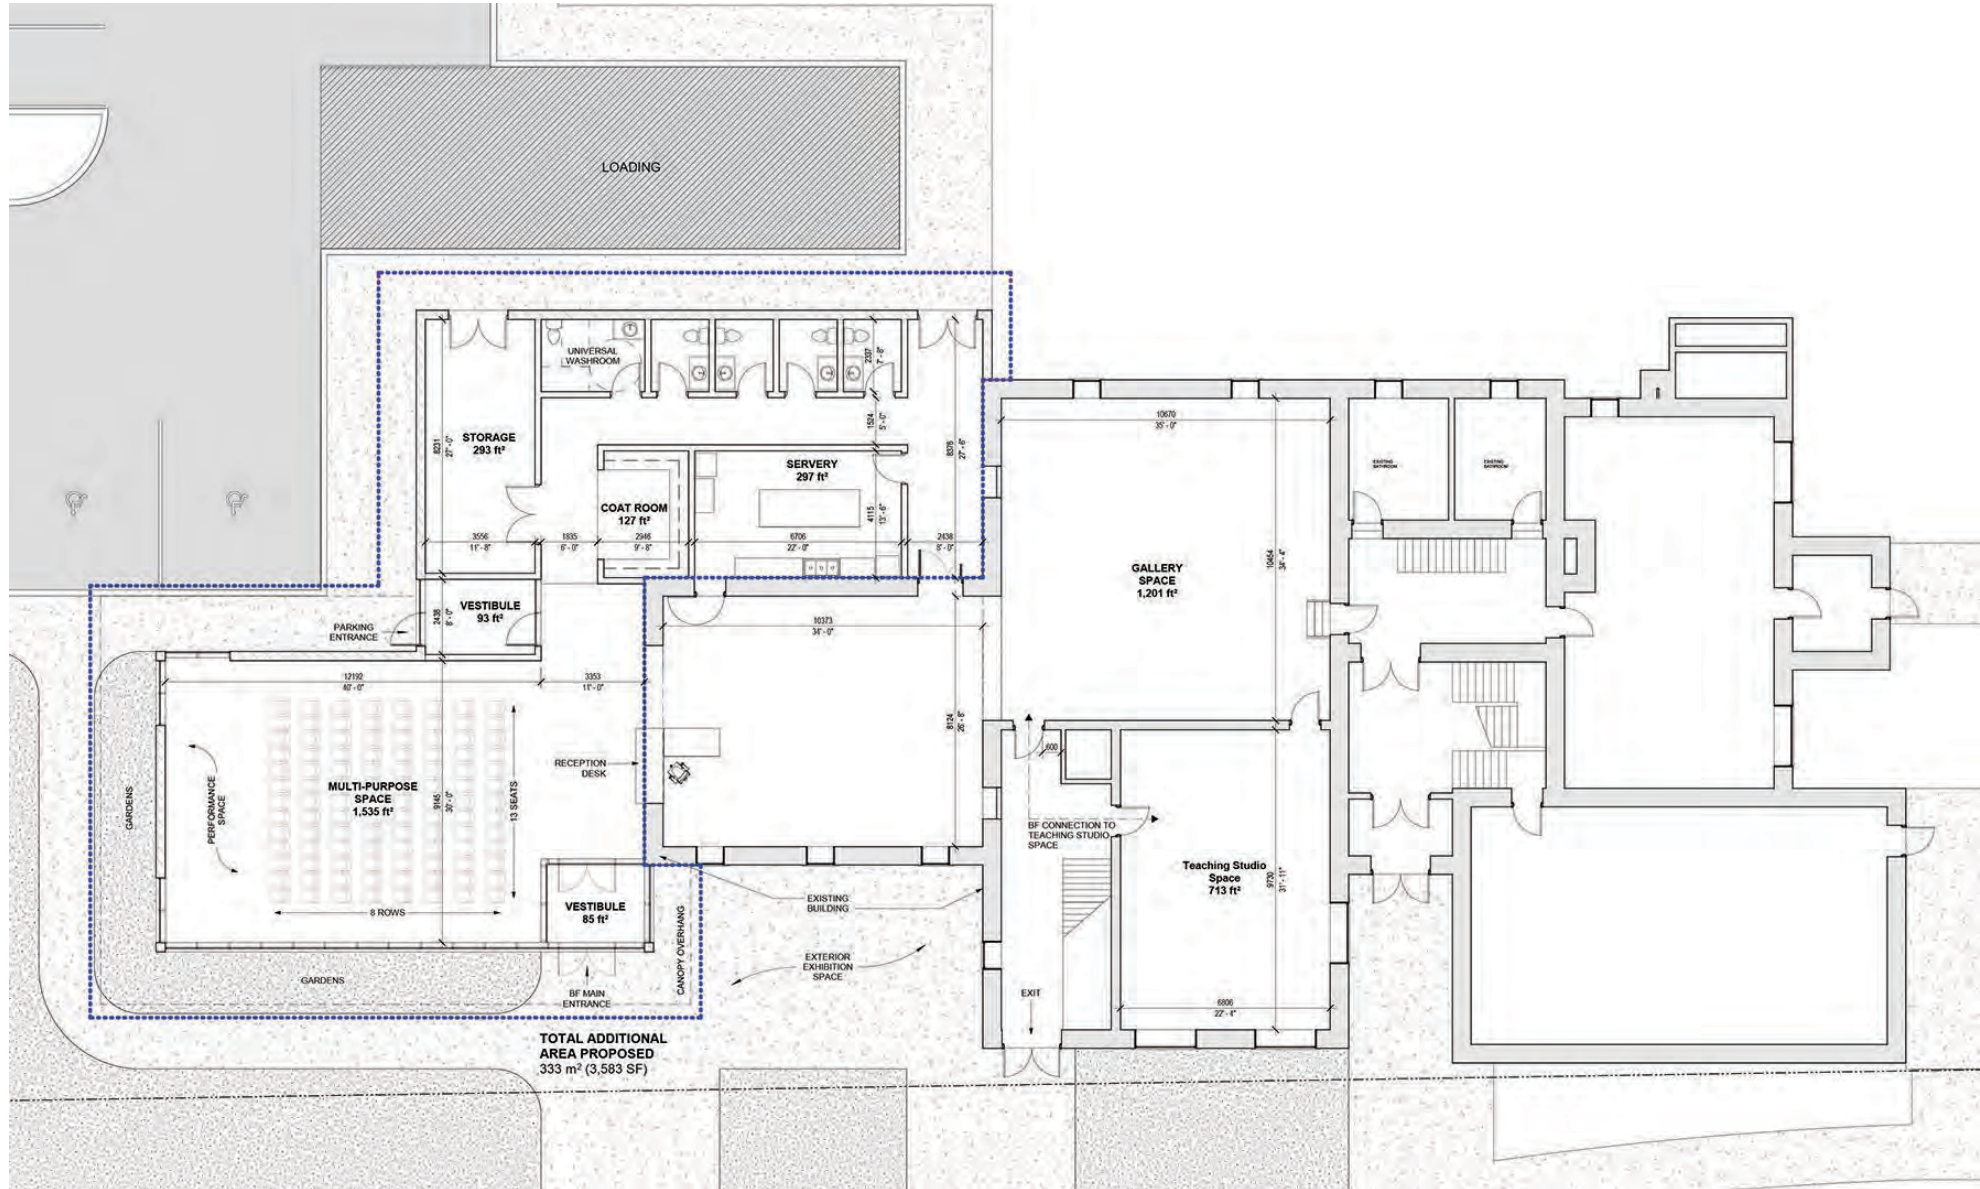 LOADING
UNIVERSAL
WASHROOM
2337
7'-8"
STORAGE
293 ft²
8231
27'-0"
1524
5'-0"
8376
27'-6"
SERVERY
297 ft²
COAT ROOM
127 ft²
4115
13'-6"
3556
11'-8"
1835
6'-0"
2946
9'-8"
6706
22'-0"
2438
8'-0"
10670
35'-0"
EXISTING
BATHROOM
EXISTING
BATHROOM
GALLERY
SPACE
1,201 ft²
10454
34'-4"
VESTIBULE
93 ft²
2438
8'-0"
PARKING
ENTRANCE
10373
34'-0"
12192
40'-0"
3353
11'-0"
8124
26'-8"
600
RECEPTION
DESK
GARDENS
PERFORMANCE
SPACE
MULTI-PURPOSE
SPACE
1,535 ft²
9145
30'-0"
13 SEATS
8 ROWS
BF CONNECTION TO
TEACHING STUDIO
SPACE
Teaching Studio
Space
713 ft²
9730
31'-11"
VESTIBULE
85 ft²
EXISTING
BUILDING
CANOPY OVERHANG
EXTERIOR
EXHIBITION
SPACE
GARDENS
BF MAIN
ENTRANCE
EXIT
6806
22'-4"
TOTAL ADDITIONAL
AREA PROPOSED
333 m² (3,583 SF)